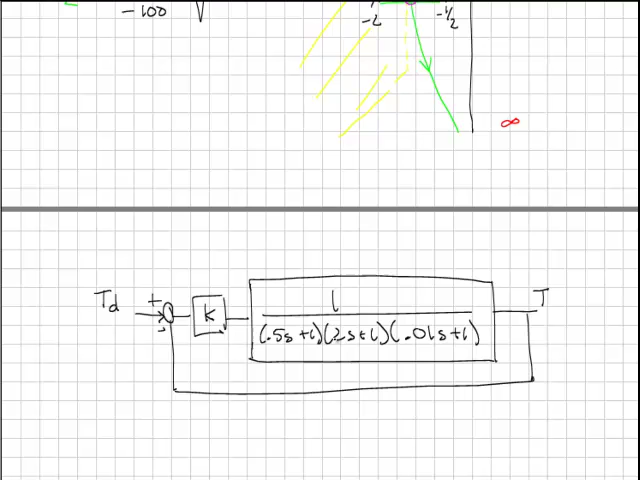 -100
-2
-1/2
∞
Td
+
-
k
1
(.5s+1)(2s+1)(.01s+1)
T